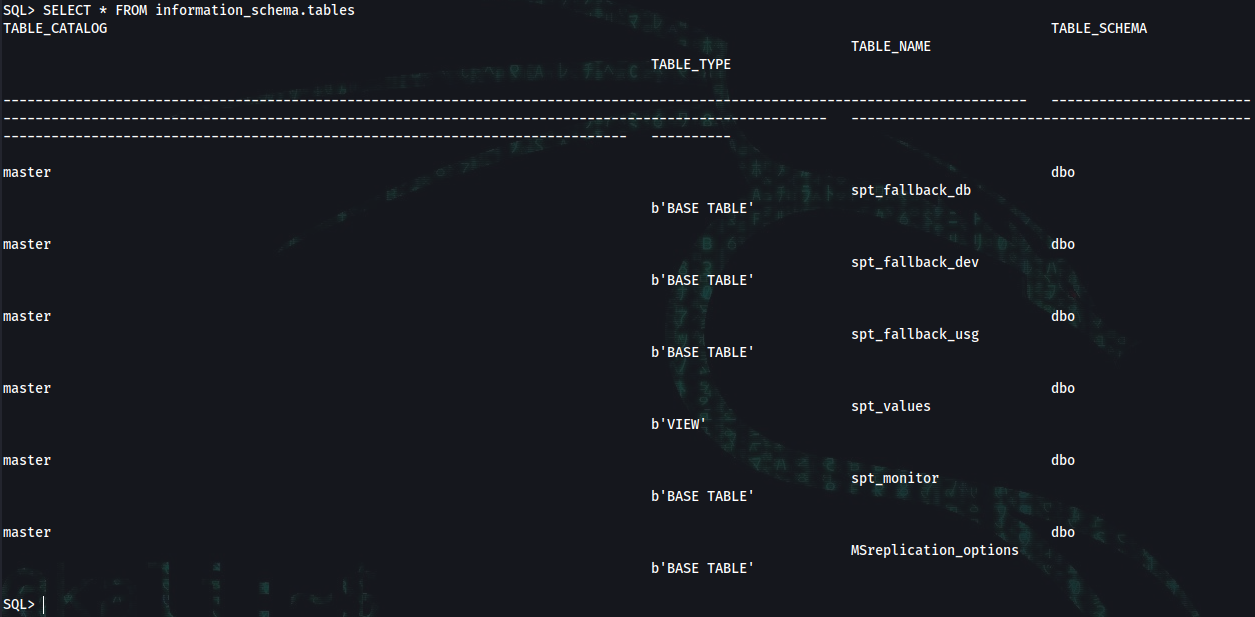 SQL> SELECT * FROM information_schema.tables
TABLE_CATALOG TABLE_SCHEMA
TABLE_NAME
TABLE_TYPE
-------------------------------------------------------------------------------------------------------------------------------- -------------------------
------------------------------------------------------------------------------------------------------- --------------------------------------------------
------------------------------------------------------------------------------ ----------
master dbo
spt_fallback_db
b'BASE TABLE'
master dbo
spt_fallback_dev
b'BASE TABLE'
master dbo
spt_fallback_usg
b'BASE TABLE'
master dbo
spt_values
b'VIEW'
master dbo
spt_monitor
b'BASE TABLE'
master dbo
MSreplication_options
b'BASE TABLE'
SQL>